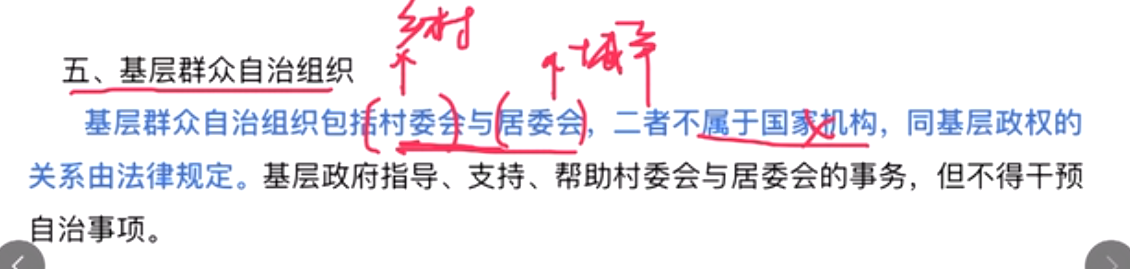 乡村
城市
五、基层群众自治组织
基层群众自治组织包括村委会与居委会，二者不属于国家机构，同基层政权的
关系由法律规定。基层政府指导、支持、帮助村委会与居委会的事务，但不得干预
自治事项。